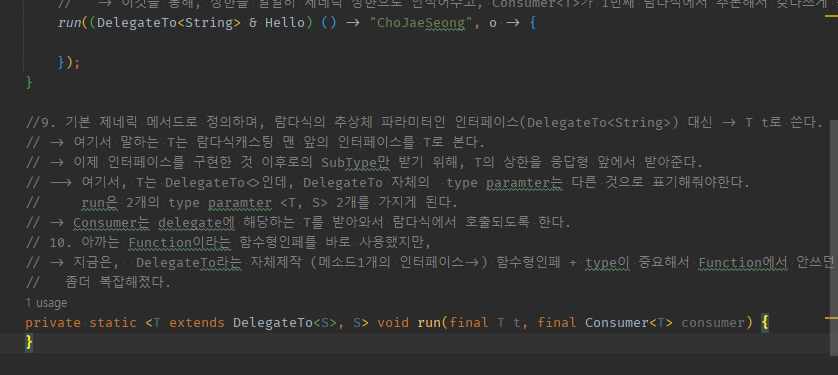 // → 이것을 통해, 상한을 일일히 제네릭 상한으로 인식해주고, Consumer<T>가 1번째 람다식에서 추론해서 갖다쓰게
run((DelegateTo<String> & Hello) () -> "ChoJaeSeong", o -> {
});
}
//9. 기본 제네릭 메서드로 정의하며, 람다식의 추상체 파라미터인 인터페이스(DelegateTo<String>) 대신 -> T t로 쓴다.
// -> 여기서 말하는 T는 람다식캐스팅 맨 앞의 인터페이스를 T로 본다.
// -> 이제 인터페이스를 구현한 것 이후로의 SubType만 받기 위해, T의 상한을 응답형 앞에서 받아준다.
// --> 여기서, T는 DelegateTo<>인데, DelegateTo 자체의 type paramter는 다른 것으로 표기해줘야한다.
// run은 2개의 type paramter <T, S> 2개를 가지게 된다.
// -> Consumer는 delegate에 해당하는 T를 받아와서 람다식에서 호출되도록 한다.
// 10. 아까는 Function이라는 함수형인페를 바로 사용했지만,
// -> 지금은, DelegateTo라는 자체제작 (메소드1개의 인터페이스->) 함수형인페 + type이 중요해서 Function에서 안쓰던
// 좀더 복잡해졌다.
1 usage
private static <T extends DelegateTo<S>, S> void run(final T t, final Consumer<T> consumer) {
}